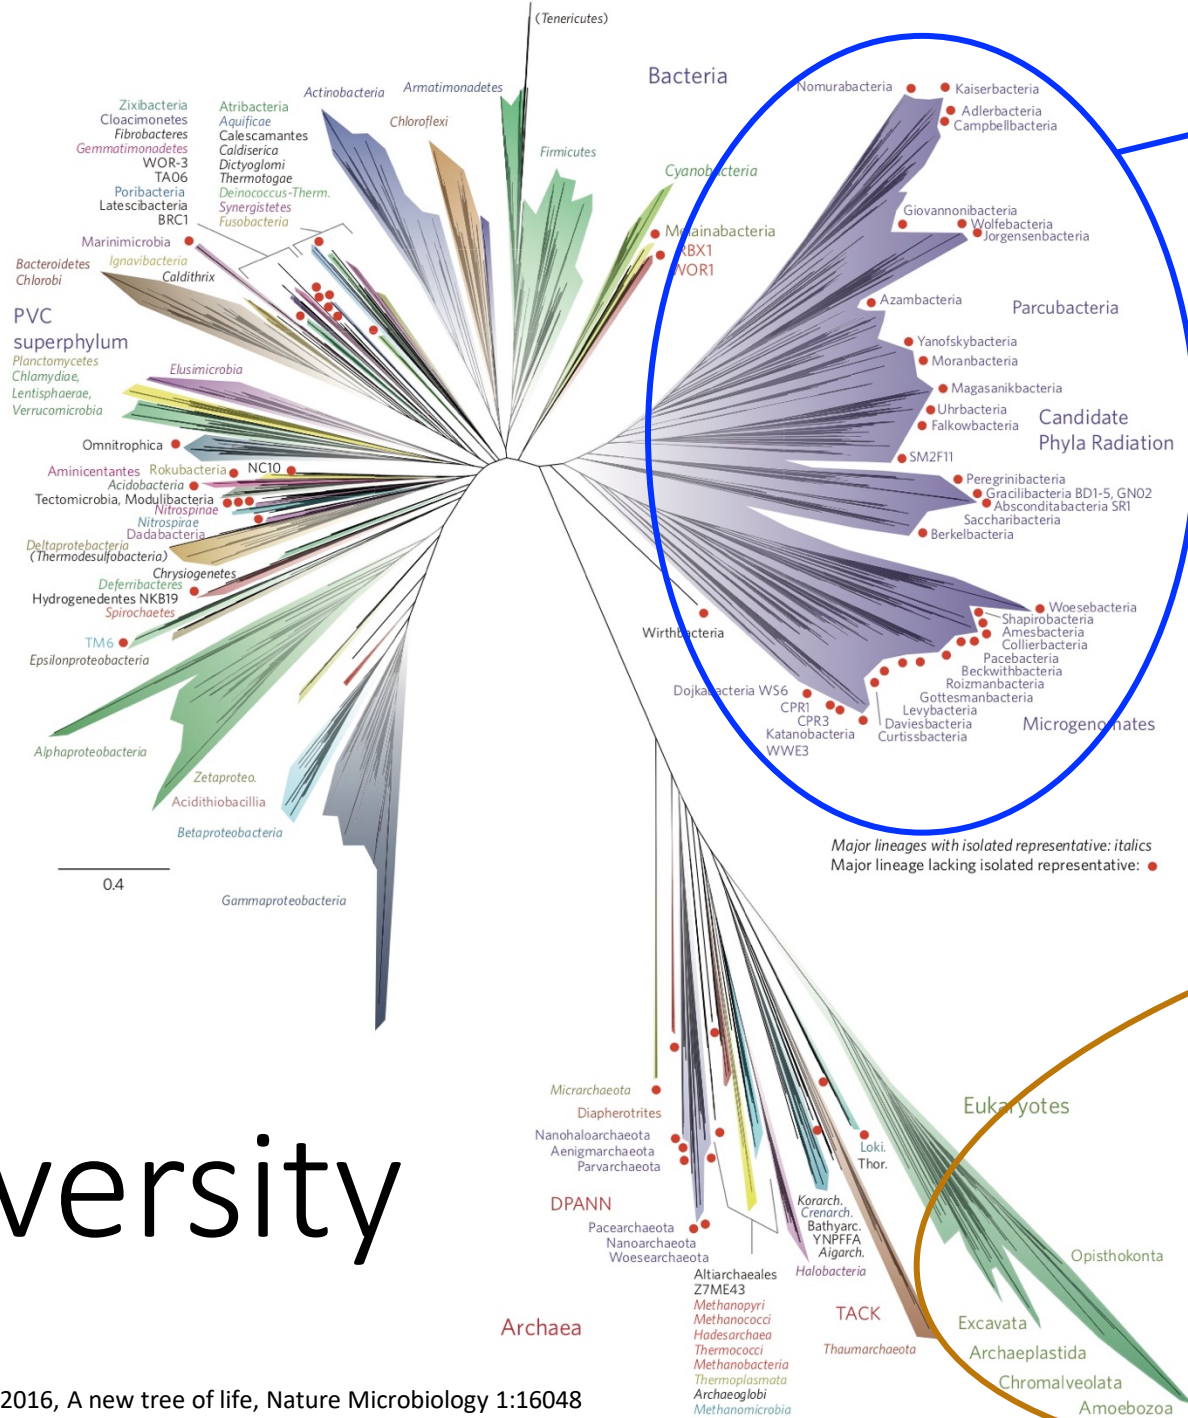 (Tenericutes)
Bacteria
Actinobacteria
Armatimonadetes
Nomurabacteria
Kaiserbacteria
Zixibacteria
Cloacimonetes
Fibrobacteres
Gemmatimonadetes
WOR-3
TA06
Poribacteria
Latescibacteria
BRC1
Atribacteria
Aquificae
Calescamantes
Caldiserica
Dictyoglomi
Thermotogae
Deinococcus-Therm.
Synergistetes
Fusobacteria
Chloroflexi
Firmicutes
Adlerbacteria
Campbellbacteria
Cyanobacteria
Giovannonibacteria
Wolfebacteria
Jorgensenbacteria
Melainabacteria
RBX1
WOR1
Marinimicrobia
Ignavibacteria
Caldithrix
Bacteroidetes
Chlorobi
Azambacteria
Parcubacteria
PVC
superphylum
Planctomycetes
Chlamydiae,
Lentisphaerae,
Verrucomicrobia
Elusimicrobia
Yanofskybacteria
Moranbacteria
Magasanikbacteria
Uhrbacteria
Falkowbacteria
Candidate
Phyla Radiation
SM2F11
Omnitrophica
Aminicentantes
Rokubacteria
NC10
Acidobacteria
Tectomicrobia, Modulibacteria
Nitrospinae
Nitrospirae
Dadabacteria
Deltaprotebacteria
(Thermodesulfobacteria)
Chrysiogenetes
Deferribacteres
Hydrogenedentes NKB19
Spirochaetes
TM6
Epsilonproteobacteria
Peregrinibacteria
Gracilibacteria BD1-5, GN02
Absconditabacteria SR1
Saccharibacteria
Berkelbacteria
Woesebacteria
Shapirobacteria
Amesbacteria
Collierbacteria
Pacebacteria
Beckwithbacteria
Roizmanbacteria
Gottesmanbacteria
Levybacteria
Daviesbacteria
Curtissbacteria
Microgenomates
Wirthbacteria
Dojkabacteria WS6
CPR1
CPR3
Katanobacteria
WWE3
Alphaproteobacteria
Zetaproteo.
Acidithiobacillia
Betaproteobacteria
Major lineages with isolated representative: italics
Major lineage lacking isolated representative:
0.4
Gammaproteobacteria
Micrarchaeota
Diapherotrites
Nanohaloarchaeota
Aenigmarchaeota
Parvarchaeota
Eukaryotes
Loki.
Thor.
versity
DPANN
Pacearchaeota
Nanoarchaeota
Woesearchaeota
Korarch.
Crenarch.
Bathyarc.
YNPFFA
Aigarch.
Halobacteria
Opisthokonta
Altiarchaeales
Z7ME43
Methanopyri
Methanococci
Hadesarchaea
Thermococci
Methanobacteria
Thermoplasmata
Archaeoglobi
Methanomicrobia
Archaea
TACK
Thaumarchaeota
Excavata
Archaeplastida
Chromalveolata
Amoebozoa
2016, A new tree of life, Nature Microbiology 1:16048